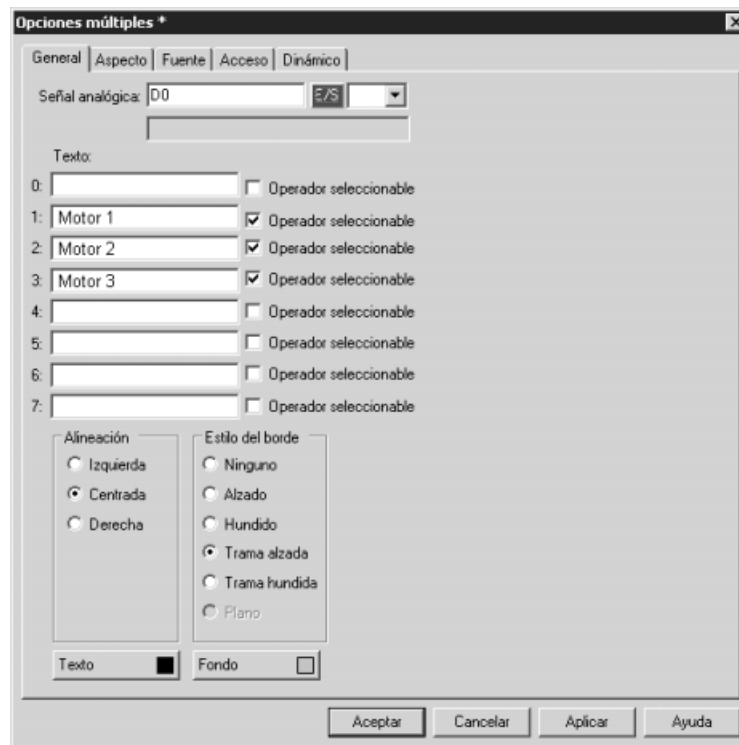 Opciones múltiples *
General Aspecto Fuente Acceso Dinámico
Señal analógica: D0 E/S
Texto:
0: Operador seleccionable
1: Motor 1 Operador seleccionable
2: Motor 2 Operador seleccionable
3: Motor 3 Operador seleccionable
4: Operador seleccionable
5: Operador seleccionable
6: Operador seleccionable
7: Operador seleccionable
Alineación Estilo del borde
Izquierda Ninguno
Centrada Alzado
Derecha Hundido
Trama alzada
Trama hundida
Plano
Texto Fondo
Aceptar Cancelar Aplicar Ayuda